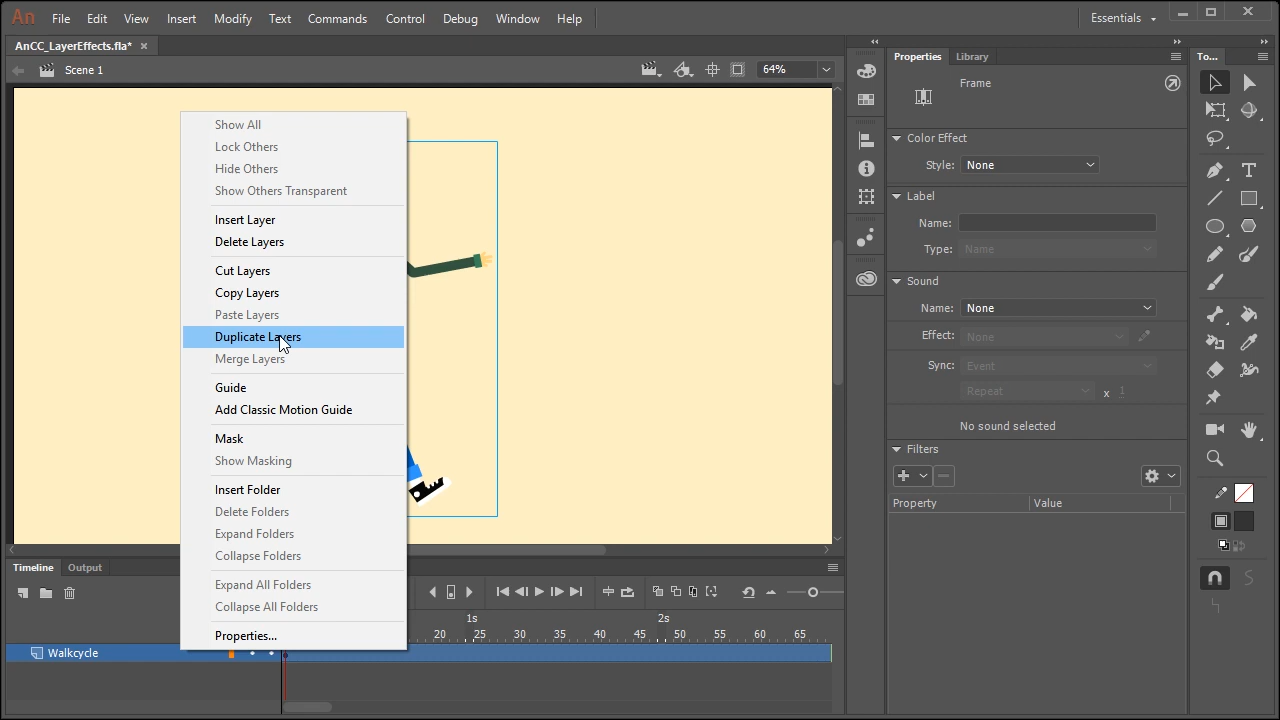 An File Edit View Insert Modify Text Commands Control Debug Window Help Essentials
AnCC_LayerEffects.fla*
Scene 1
64%
Show All
Lock Others
Hide Others
Show Others Transparent
Insert Layer
Delete Layers
Cut Layers
Copy Layers
Paste Layers
Duplicate Layers
Merge Layers
Guide
Add Classic Motion Guide
Mask
Show Masking
Insert Folder
Delete Folders
Expand Folders
Collapse Folders
Expand All Folders
Collapse All Folders
Properties...
Properties Library
Frame
Color Effect
Style: None
Label
Name:
Type: Name
Sound
Name: None
Effect: None
Sync: Event
Repeat x 1
No sound selected
Filters
Property Value
To...
Timeline Output
1s 2s
20 25 30 35 40 45 50 55 60 65
Walkcycle